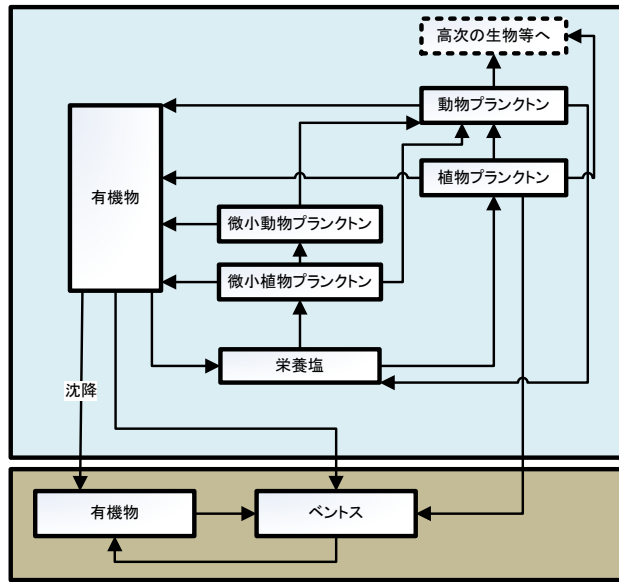 高次の生物等へ
動物プランクトン
植物プランクトン
有機物
微小動物プランクトン
微小植物プランクトン
栄養塩
沈降
有機物
ベントス